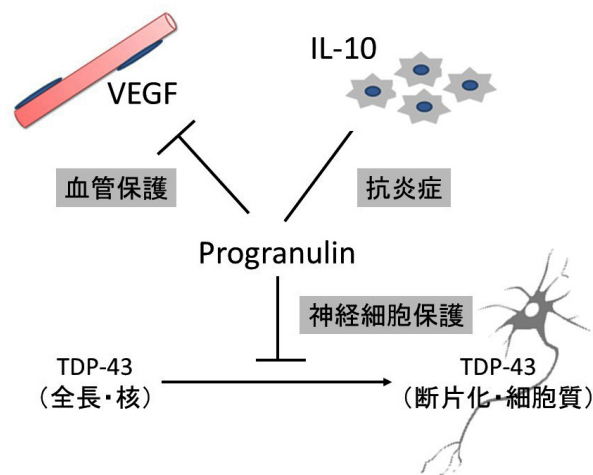 IL-10
VEGF
血管保護
抗炎症
Progranulin
神経細胞保護
TDP-43
(全長・核)
TDP-43
(断片化・細胞質)